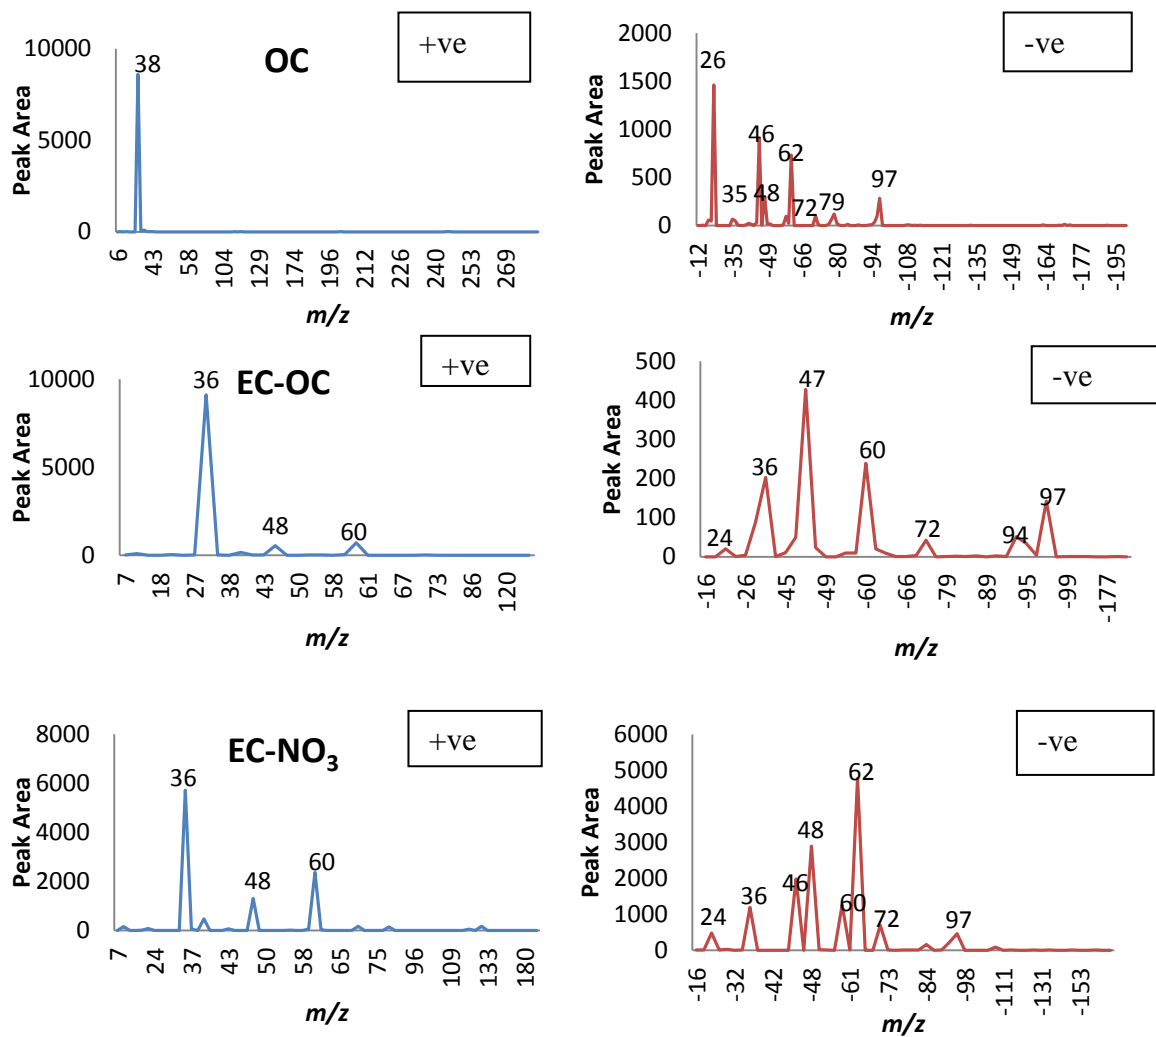 OC
+ve
Peak Area
10000
5000
0
38
6 43 58 104 129 174 196 212 226 240 253 269
m/z
-ve
Peak Area
2000
1500
1000
500
0
26 35 46 48 62 72 79 97
-12 -35 -49 -66 -80 -94 -108 -121 -135 -149 -164 -177 -195
m/z
EC-OC
+ve
Peak Area
10000
5000
0
36 48 60
7 18 27 38 43 50 61 67 73 86 120
m/z
-ve
Peak Area
500
400
300
200
100
0
24 36 47 60 72 94 97
-16 -26 -45 -49 -60 -66 -79 -89 -95 -99 -177
m/z
EC-NO₃
+ve
Peak Area
8000
6000
4000
2000
0
36 48 60
7 24 37 43 50 58 65 75 96 109 133 180
m/z
-ve
Peak Area
6000
5000
4000
3000
2000
1000
0
24 36 46 48 60 62 72 97
-16 -32 -42 -48 -61 -73 -84 -98 -111 -131 -153
m/z